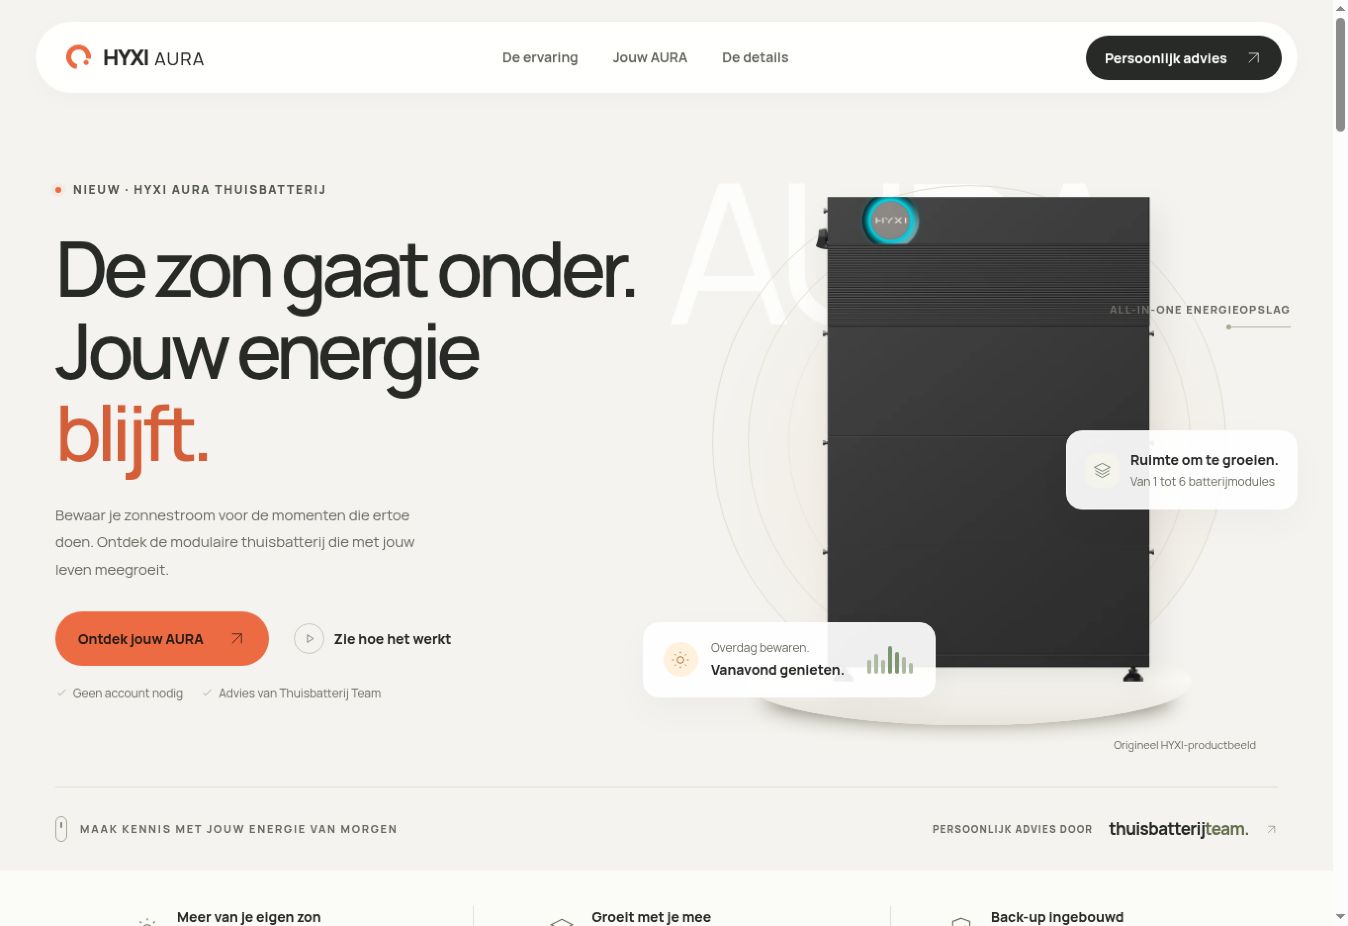 HYXI AURA
De ervaring
Jouw AURA
De details
Persoonlijk advies
NIEUW · HYXI AURA THUISBATTERIJ
De zon gaat onder.
Jouw energie
blijft.
Bewaar je zonnestroom voor de momenten die ertoe
doen. Ontdek de modulaire thuisbatterij die met jouw
leven meegroeit.
Ontdek jouw AURA
Zie hoe het werkt
Geen account nodig
Advies van Thuisbatterij Team
AURA
HYXI
ALL-IN-ONE ENERGIEOPSLAG
Ruimte om te groeien.
Van 1 tot 6 batterijmodules
Overdag bewaren.
Vanavond genieten.
Origineel HYXI-productbeeld
MAAK KENNIS MET JOUW ENERGIE VAN MORGEN
PERSOONLIJK ADVIES DOOR
thuisbatterijteam.
Meer van je eigen zon
Groeit met je mee
Back-up ingebouwd